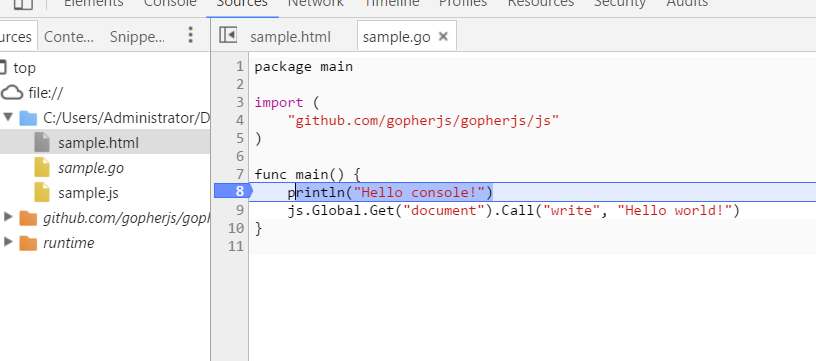 Elements Console Sources Network Timeline Profiles Resources Security Audits
urces Conte... Snippe... sample.html sample.go ×
top
file://
C:/Users/Administrator/D
sample.html
sample.go
sample.js
github.com/gopherjs/gopl
runtime
1 package main
2
3 import (
4 "github.com/gopherjs/gopherjs/js"
5 )
6
7 func main() {
8 println("Hello console!")
9 js.Global.Get("document").Call("write", "Hello world!")
10 }
11